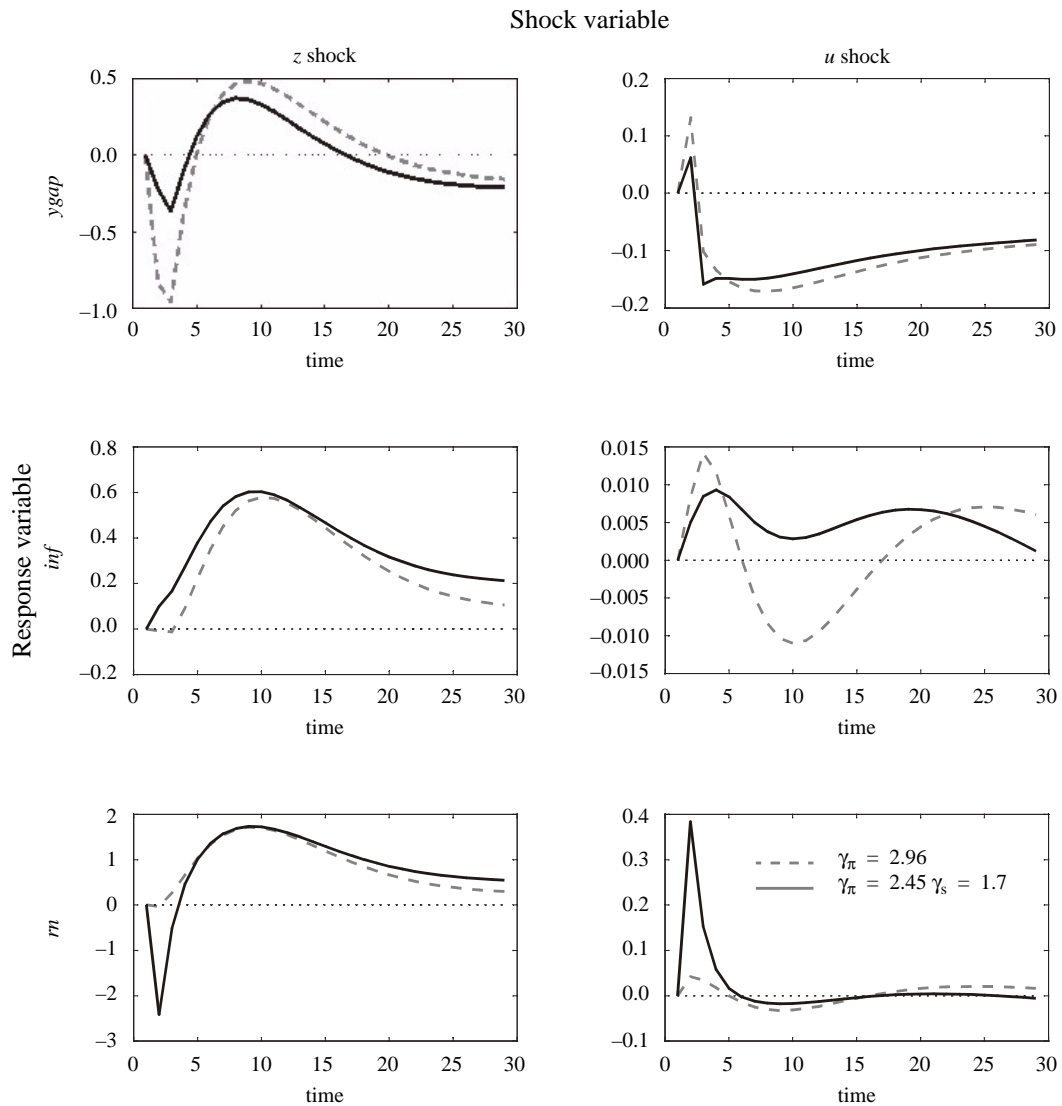 Shock variable
z shock
u shock
Response variable
ygap
0.5
0.0
–0.5
–1.0
0 5 10 15 20 25 30
time
0.2
0.1
0.0
–0.1
–0.2
0 5 10 15 20 25 30
time
inf
0.8
0.6
0.4
0.2
0.0
–0.2
0 5 10 15 20 25 30
time
0.015
0.010
0.005
0.000
–0.005
–0.010
–0.015
0 5 10 15 20 25 30
time
rn
2
1
0
–1
–2
–3
0 5 10 15 20 25 30
time
0.4
0.3
0.2
0.1
0.0
–0.1
γπ = 2.96
γπ = 2.45 γs = 1.7
0 5 10 15 20 25 30
time